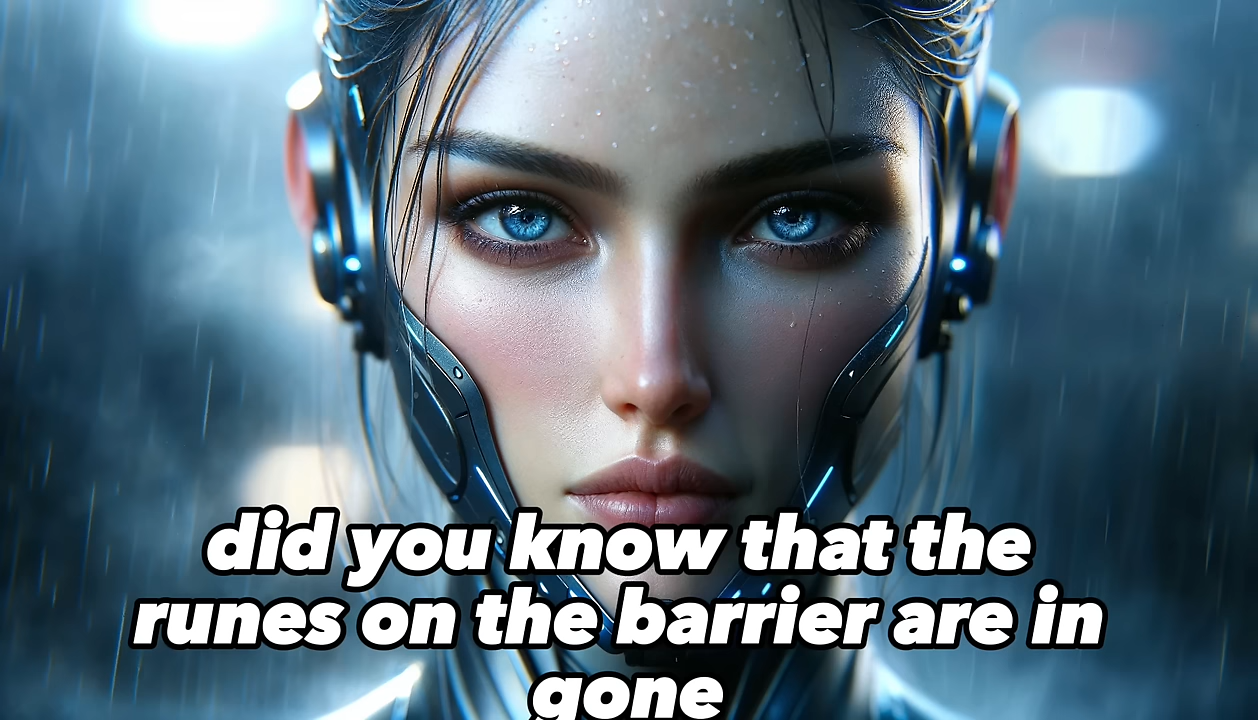 did you know that the
runes on the barrier are in
gone